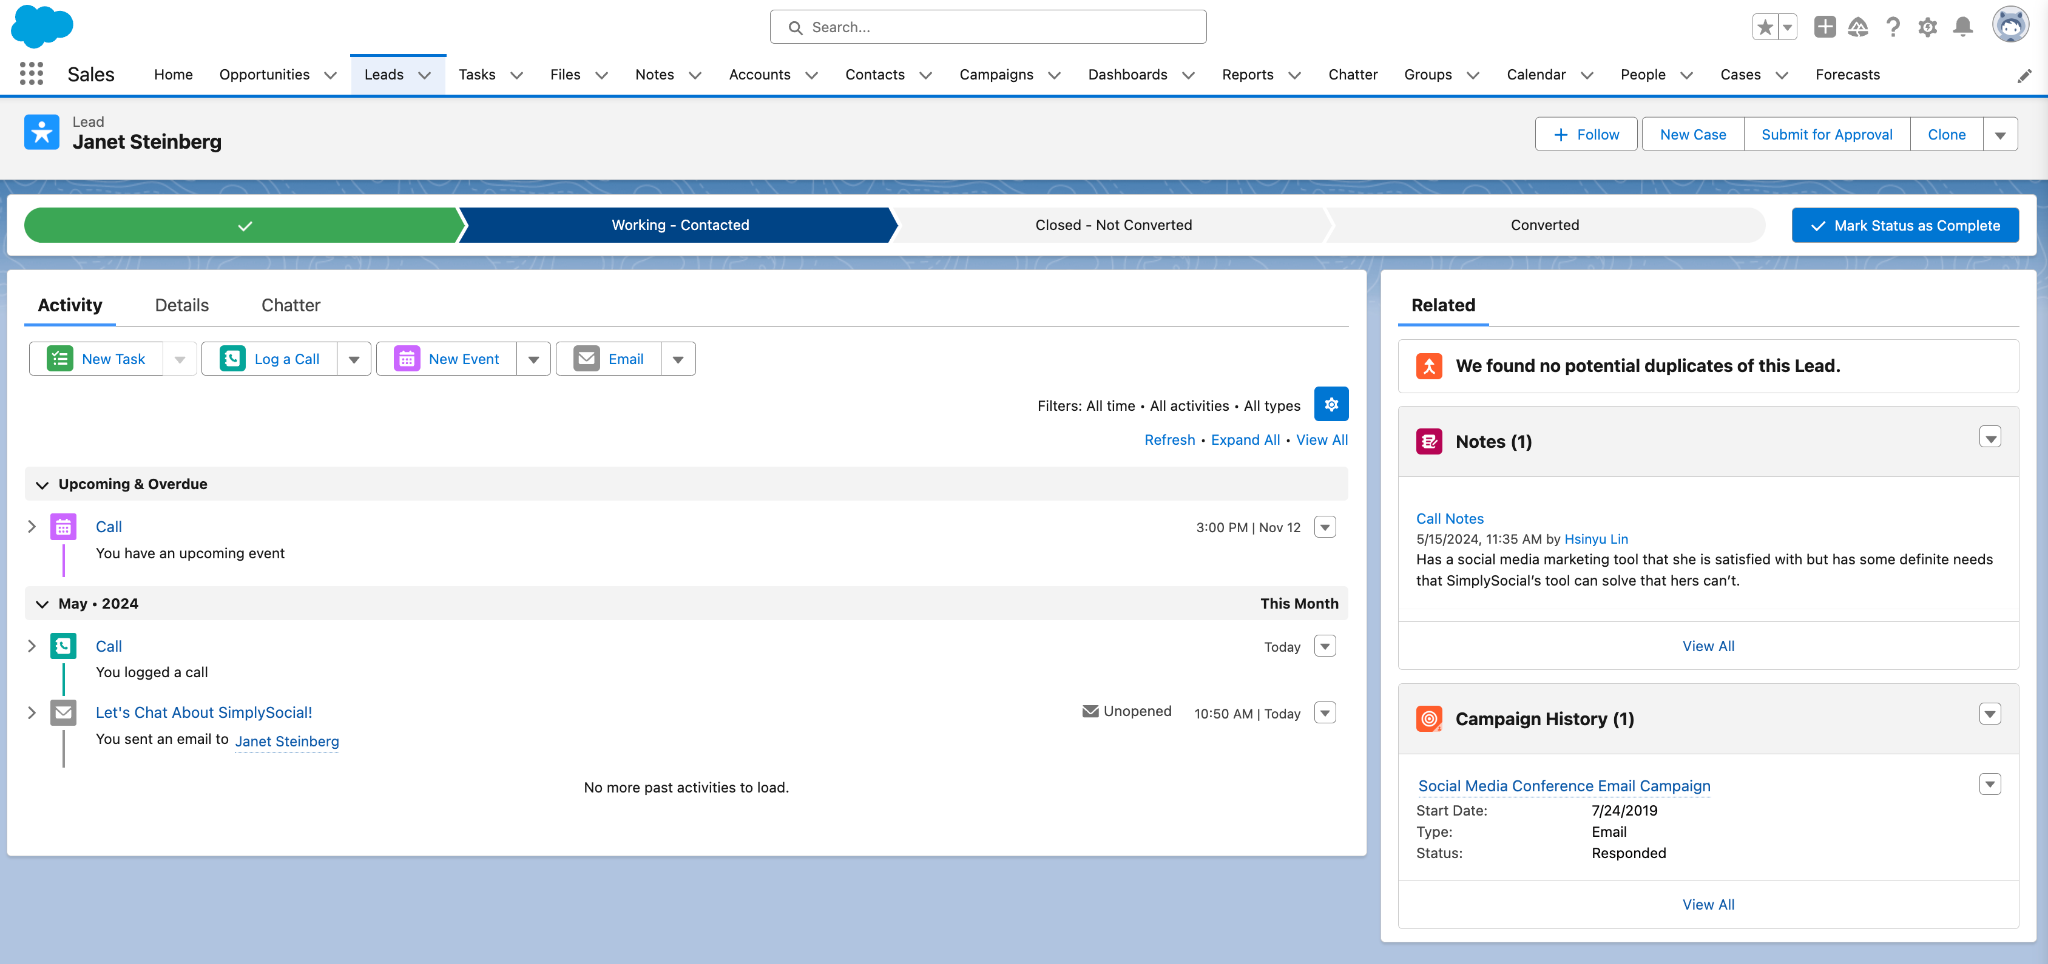 Search...
Sales Home Opportunities Leads Tasks Files Notes Accounts Contacts Campaigns Dashboards Reports Chatter Groups Calendar People Cases Forecasts
Lead
Janet Steinberg
Follow New Case Submit for Approval Clone
Working - Contacted Closed - Not Converted Converted Mark Status as Complete
Activity Details Chatter
New Task Log a Call New Event Email
Filters: All time • All activities • All types
Refresh • Expand All • View All
Upcoming & Overdue
Call 3:00 PM | Nov 12
You have an upcoming event
May • 2024 This Month
Call Today
You logged a call
Let's Chat About SimplySocial! Unopened 10:50 AM | Today
You sent an email to Janet Steinberg
No more past activities to load.
Related
We found no potential duplicates of this Lead.
Notes (1)
Call Notes
5/15/2024, 11:35 AM by Hsinyu Lin
Has a social media marketing tool that she is satisfied with but has some definite needs
that SimplySocial's tool can solve that hers can't.
View All
Campaign History (1)
Social Media Conference Email Campaign
Start Date: 7/24/2019
Type: Email
Status: Responded
View All